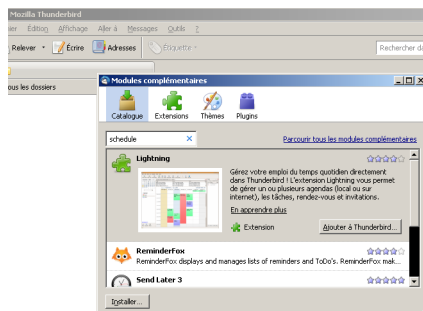 Mozilla Thunderbird
hier Edition Affichage Aller à Messages Outils ?
Relever Écrire Adresses Étiquette Rechercher da
ous les dossiers
Modules complémentaires
Catalogue Extensions Thèmes Plugins
schedule Parcourir tous les modules complémentaires
Lightning
Gérez votre emploi du temps quotidien directement
dans Thunderbird ! L'extension Lightning vous permet
de gérer un ou plusieurs agendas (local ou sur
internet), les tâches, rendez-vous et invitations.
En apprendre plus
Extension Ajouter à Thunderbird...
ReminderFox
ReminderFox displays and manages lists of reminders and ToDo's. ReminderFox mak...
Send Later 3
Installer...